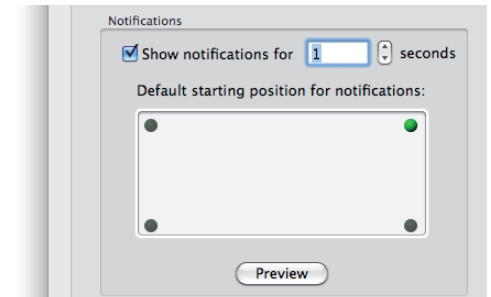 Notifications
Show notifications for 1 seconds
Default starting position for notifications:
Preview